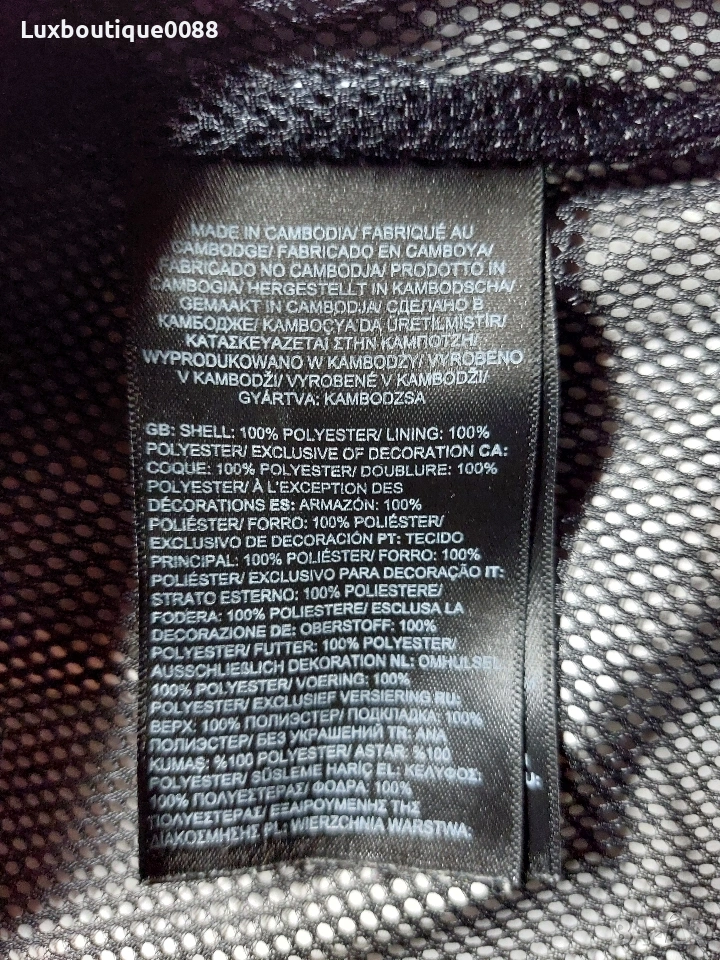 Luxboutique0088
MADE IN CAMBODIA/ FABRIQUÉ AU
CAMBODGE/ FABRICADO EN CAMBOYA/
FABRICADO NO CAMBODJA/ PRODOTTO IN
CAMBOGIA/ HERGESTELLT IN KAMBODSCHA/
GEMAAKT IN CAMBODJA/ СДЕЛАНО В
КАМБОДЖЕ/ KAMBOÇYA'DA ÜRETİLMİŞTİR/
ΚΑΤΑΣΚΕΥΑΖΕΤΑΙ ΣΤΗΝ ΚΑΜΠΟΤΖΗ/
WYPRODUKOWANO W KAMBODŻY/ VYROBENO
V KAMBODŽI/ VYROBENÉ V KAMBODŽI/
GYÁRTVA: KAMBODZSA
GB: SHELL: 100% POLYESTER/ LINING: 100%
POLYESTER/ EXCLUSIVE OF DECORATION CA:
COQUE: 100% POLYESTER/ DOUBLURE: 100%
POLYESTER/ À L'EXCEPTION DES
DÉCORATIONS ES: ARMAZÓN: 100%
POLIÉSTER/ FORRO: 100% POLIÉSTER/
EXCLUSIVO DE DECORACIÓN PT: TECIDO
PRINCIPAL: 100% POLIÉSTER/ FORRO: 100%
POLIÉSTER/ EXCLUSIVO PARA DECORAÇÃO IT:
STRATO ESTERNO: 100% POLIESTERE/
FODERA: 100% POLIESTERE/ ESCLUSA LA
DECORAZIONE DE: OBERSTOFF: 100%
POLYESTER/ FUTTER: 100% POLYESTER/
AUSSCHLIEßLICH DEKORATION NL: OMHULSEL:
100% POLYESTER/ VOERING: 100%
POLYESTER/ EXCLUSIEF VERSIERING RU:
ВЕРХ: 100% ПОЛИЭСТЕР/ ПОДКЛАДКА: 100%
ПОЛИЭСТЕР/ БЕЗ УКРАШЕНИЙ TR: ANA
KUMAŞ: %100 POLYESTER/ ASTAR: %100
POLYESTER/ SÜSLEME HARİÇ EL: ΚΕΛΥΦΟΣ:
100% ΠΟΛΥΕΣΤΕΡΑΣ/ ΦΟΔΡΑ: 100%
ΠΟΛΥΕΣΤΕΡΑΣ/ ΕΞΑΙΡΟΥΜΕΝΗΣ ΤΗΣ
ΔΙΑΚΟΣΜΗΣΗΣ PL: WIERZCHNIA WARSTWA:
U: